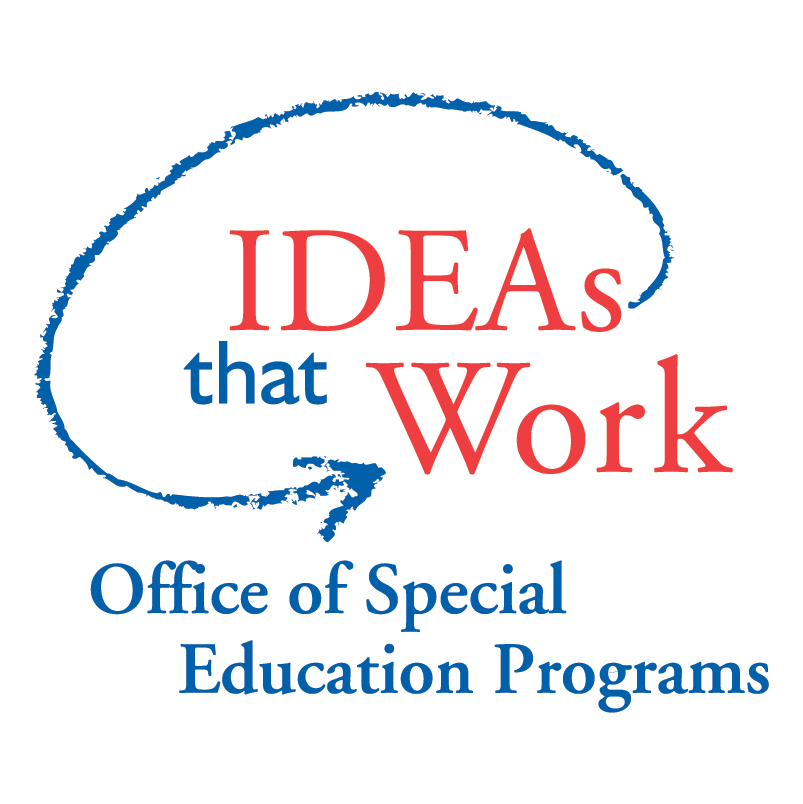 IDEAs
that Work
Office of Special
Education Programs